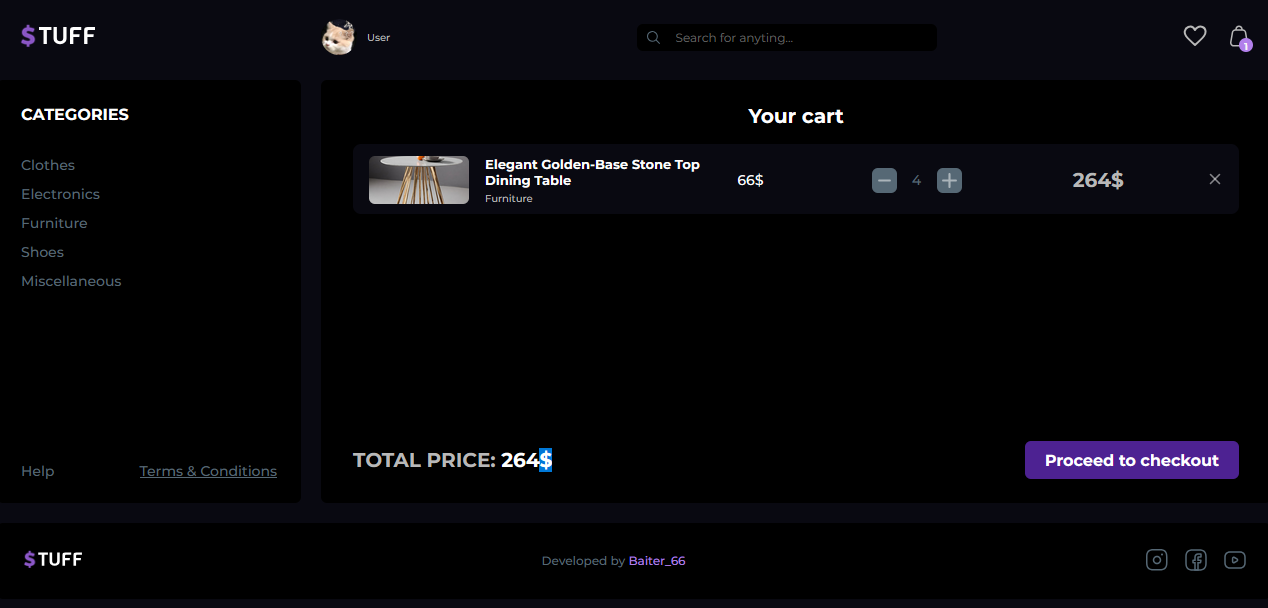 $TUFF
User
Search for anyting...
1
CATEGORIES
Clothes
Electronics
Furniture
Shoes
Miscellaneous
Help
Terms & Conditions
Your cart
Elegant Golden-Base Stone Top
Dining Table
Furniture
66$
4
264$
TOTAL PRICE: 264$
Proceed to checkout
$TUFF
Developed by Baiter_66